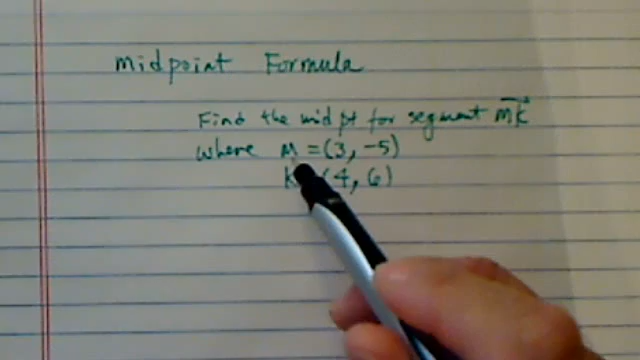 midpoint Formula
Find the mid pt for segment MK
where M = (3, -5)
K (4, 6)